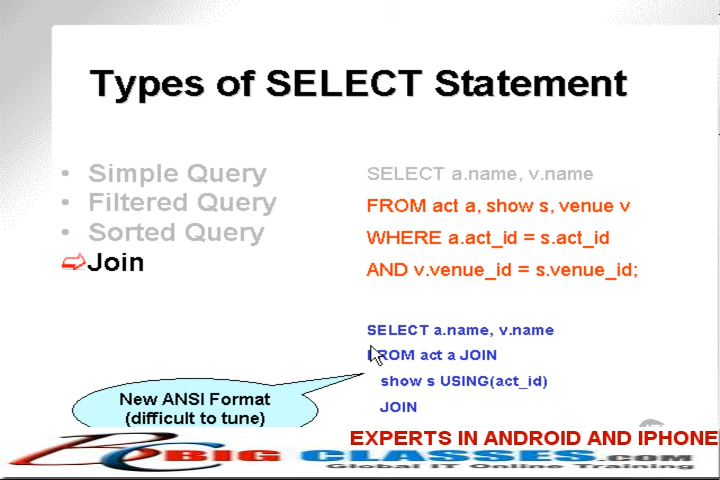 Types of SELECT Statement
• Simple Query
• Filtered Query
• Sorted Query
Join
SELECT a.name, v.name
FROM act a, show s, venue v
WHERE a.act_id = s.act_id
AND v.venue_id = s.venue_id;
SELECT a.name, v.name
FROM act a JOIN
show s USING(act_id)
JOIN
New ANSI Format
(difficult to tune)
EXPERTS IN ANDROID AND IPHONE
BIG CLASSES.COM
Global IT Online Training